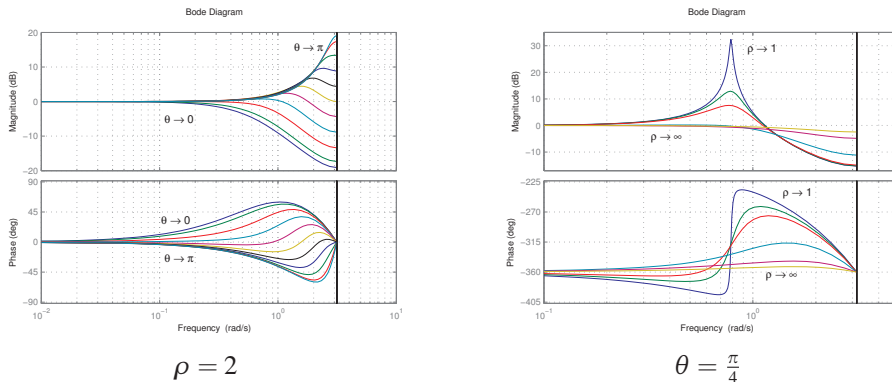 Bode Diagram
20
15
10
5
0
−10
20
Magnitude (dB)
θ → π
θ → 0
90
45
0
−45
−90
Phase (deg)
θ → 0
θ → π
10−2
10−1
100
101
Frequency (rad/s)
ρ = 2
Bode Diagram
30
20
10
0
10
Magnitude (dB)
ρ → 1
ρ → ∞
-225
-270
-315
-360
-405
Phase (deg)
ρ → 1
ρ → ∞
10−1
100
Frequency (rad/s)
θ = π/4